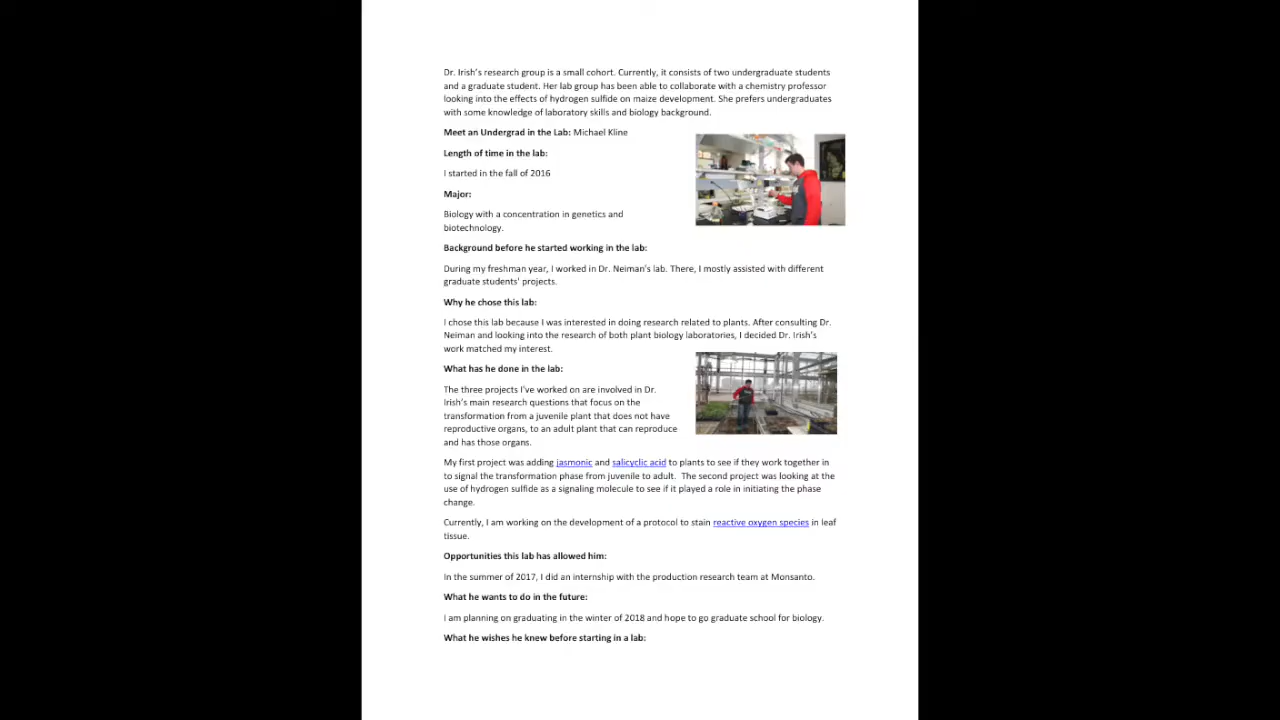 Dr. Irish's research group is a small cohort. Currently, it consists of two undergraduate students
and a graduate student. Her lab group has been able to collaborate with a chemistry professor
looking into the effects of hydrogen sulfide on maize development. She prefers undergraduates
with some knowledge of laboratory skills and biology background.
Meet an Undergrad in the Lab: Michael Kline
Length of time in the lab:
I started in the fall of 2016
Major:
Biology with a concentration in genetics and
biotechnology.
Background before he started working in the lab:
During my freshman year, I worked in Dr. Neiman's lab. There, I mostly assisted with different
graduate students' projects.
Why he chose this lab:
I chose this lab because I was interested in doing research related to plants. After consulting Dr.
Neiman and looking into the research of both plant biology laboratories, I decided Dr. Irish's
work matched my interest.
What has he done in the lab:
The three projects I've worked on are involved in Dr.
Irish's main research questions that focus on the
transformation from a juvenile plant that does not have
reproductive organs, to an adult plant that can reproduce
and has those organs.
My first project was adding jasmonic and salicyclic acid to plants to see if they work together in
to signal the transformation phase from juvenile to adult.  The second project was looking at the
use of hydrogen sulfide as a signaling molecule to see if it played a role in initiating the phase
change.
Currently, I am working on the development of a protocol to stain reactive oxygen species in leaf
tissue.
Opportunities this lab has allowed him:
In the summer of 2017, I did an internship with the production research team at Monsanto.
What he wants to do in the future:
I am planning on graduating in the winter of 2018 and hope to go graduate school for biology.
What he wishes he knew before starting in a lab: